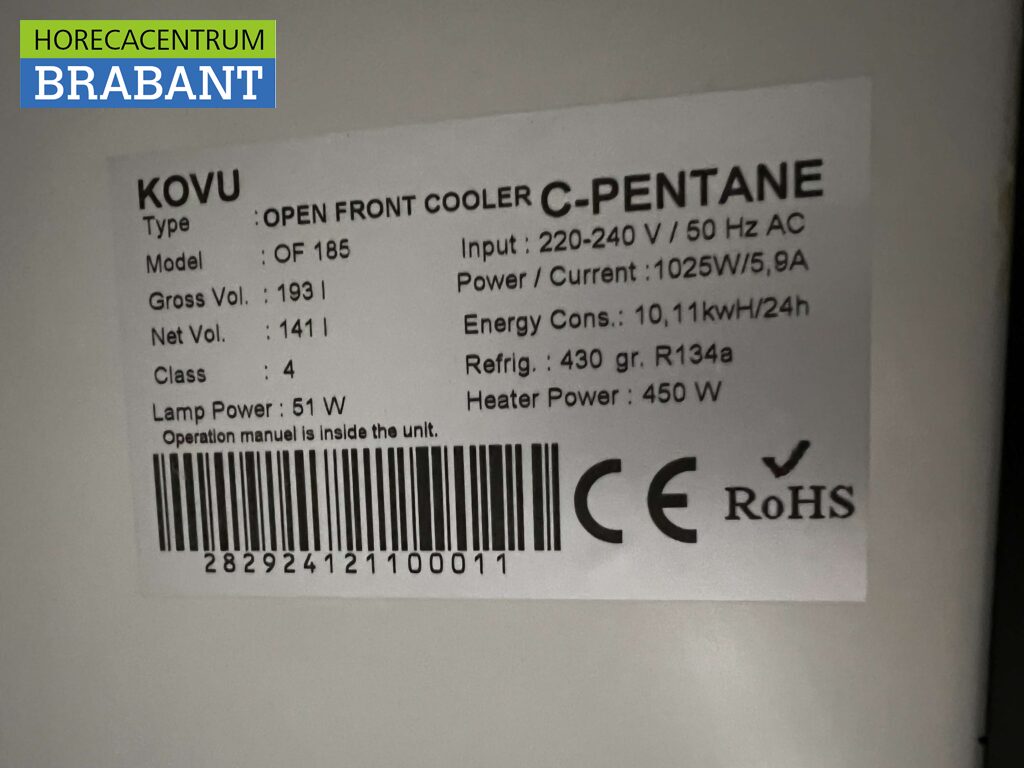 HORECACENTRUM
BRABANT
KOVU
Type : OPEN FRONT COOLER C-PENTANE
Model : OF 185 Input : 220-240 V / 50 Hz AC
Gross Vol. : 193 l Power / Current : 1025W/5,9A
Net Vol. : 141 l Energy Cons.: 10,11kwH/24h
Class : 4 Refrig. : 430 gr. R134a
Lamp Power : 51 W Heater Power : 450 W
Operation manuel is inside the unit.
CE RoHS
282924121100011